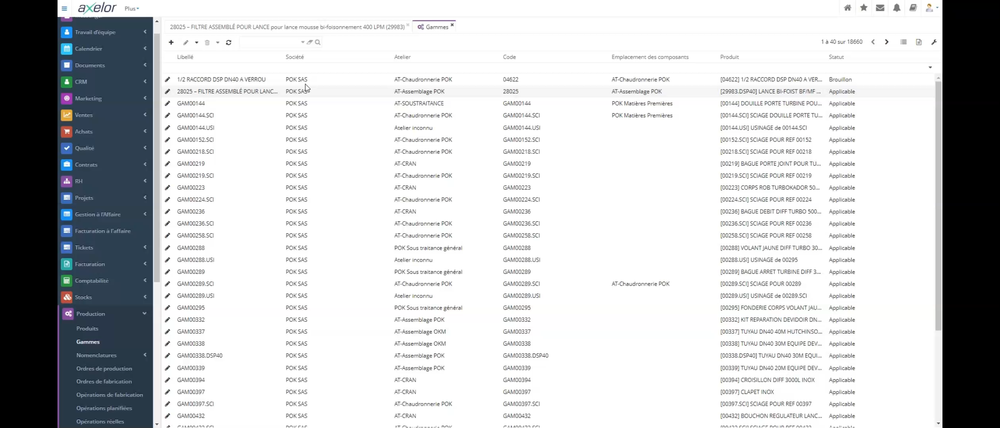 axelor Plus
Travail d'équipe
Calendrier
Documents
CRM
Marketing
Ventes
Achats
Qualité
Contrats
RH
Projets
Gestion à l'Affaire
Facturation à l'affaire
Tickets
Facturation
Comptabilité
Stocks
Production
Produits
Gammes
Nomenclatures
Ordres de production
Ordres de fabrication
Opérations de fabrication
Opérations planifiées
Opérations réelles
28025 – FILTRE ASSEMBLÉ POUR LANCE pour lance mousse bi-foisonnement 400 LPM (29983) Gammes
1 à 40 sur 18660
Libellé Société Atelier Code Emplacement des composants Produit Statut
1/2 RACCORD DSP DN40 A VERROU POK SAS AT-Chaudronnerie POK 04622 AT-Chaudronnerie POK [04622] 1/2 RACCORD DSP DN40 A VER... Brouillon
28025 – FILTRE ASSEMBLÉ POUR LANC... POK SAS AT-Assemblage POK 28025 AT-Assemblage POK [29983.DSP40] LANCE BI-FOIST BF/MF ... Applicable
GAM00144 POK SAS AT-SOUSTRAITANCE GAM00144 POK Matières Premières [00144] DOUILLE PORTE TURBINE POU... Applicable
GAM00144.SCI POK SAS AT-Chaudronnerie POK GAM00144.SCI POK Matières Premières [00144.SCI] SCIAGE DOUILLE PORTE TU... Applicable
GAM00144.USI POK SAS Atelier inconnu GAM00144.USI [00144.USI] USINAGE de 00144.SCI Applicable
GAM00152.SCI POK SAS AT-Chaudronnerie POK GAM00152.SCI [00152.SCI] SCIAGE POUR REF 00152 Applicable
GAM00218.SCI POK SAS AT-Chaudronnerie POK GAM00218.SCI [00218.SCI] SCIAGE POUR REF 00218 Applicable
GAM00219 POK SAS AT-CRAN GAM00219 [00219] BAGUE PORTE JOINT POUR TU... Applicable
GAM00219.SCI POK SAS AT-Chaudronnerie POK GAM00219.SCI [00219.SCI] SCIAGE POUR REF 00219 Applicable
GAM00223 POK SAS AT-CRAN GAM00223 [00223] CORPS ROB TURBOKADOR 50... Applicable
GAM00224.SCI POK SAS AT-Chaudronnerie POK GAM00224.SCI [00224.SCI] SCIAGE POUR REF 00224 Applicable
GAM00236 POK SAS AT-CRAN GAM00236 [00236] BAGUE DEBIT DIFF TURBO 500... Applicable
GAM00236.SCI POK SAS AT-Chaudronnerie POK GAM00236.SCI [00236.SCI] SCIAGE POUR REF 00236 Applicable
GAM00258.SCI POK SAS AT-Chaudronnerie POK GAM00258.SCI [00258.SCI] SCIAGE POUR REF 00258 Applicable
GAM00288 POK SAS POK Sous traitance général GAM00288 [00288] VOLANT JAUNE DIFF TURBO 30... Applicable
GAM00288.USI POK SAS Atelier inconnu GAM00288.USI [00288.USI] USINAGE de 00295 Applicable
GAM00289 POK SAS POK Sous traitance général GAM00289 [00289] BAGUE ARRET TURBINE DIFF 3... Applicable
GAM00289.SCI POK SAS AT-Chaudronnerie POK GAM00289.SCI AT-Chaudronnerie POK [00289.SCI] SCIAGE POUR 00289 Applicable
GAM00289.USI POK SAS Atelier inconnu GAM00289.USI [00289.USI] USINAGE de 00289.SCI Applicable
GAM00295 POK SAS POK Sous traitance général GAM00295 [00295] FONDERIE CORPS VOLANT JAU... Applicable
GAM00332 POK SAS AT-Assemblage POK GAM00332 [00332] KIT REPARATION DEVIDOIR DN... Applicable
GAM00337 POK SAS AT-Assemblage OKM GAM00337 [00337] TUYAU DN40 40M HUTCHINSO... Applicable
GAM00338 POK SAS AT-Assemblage OKM GAM00338 [00338] TUYAU DN40 30M EQUIPE DEV... Applicable
GAM00338.DSP40 POK SAS AT-Assemblage POK GAM00338.DSP40 [00338.DSP40] TUYAU DN40 30M EQUI... Applicable
GAM00339 POK SAS AT-Assemblage POK GAM00339 [00339] TUYAU DN40 20M EQUIPE DEV... Applicable
GAM00394 POK SAS AT-CRAN GAM00394 [00394] CROISILLON DIFF 3000L INOX Applicable
GAM00397 POK SAS AT-CRAN GAM00397 [00397] CLAPET INOX Applicable
GAM00397.SCI POK SAS AT-Chaudronnerie POK GAM00397.SCI [00397.SCI] SCIAGE POUR REF 00397 Applicable
GAM00432 POK SAS AT-CRAN GAM00432 [00432] BOUCHON REGULATEUR LANC... Applicable